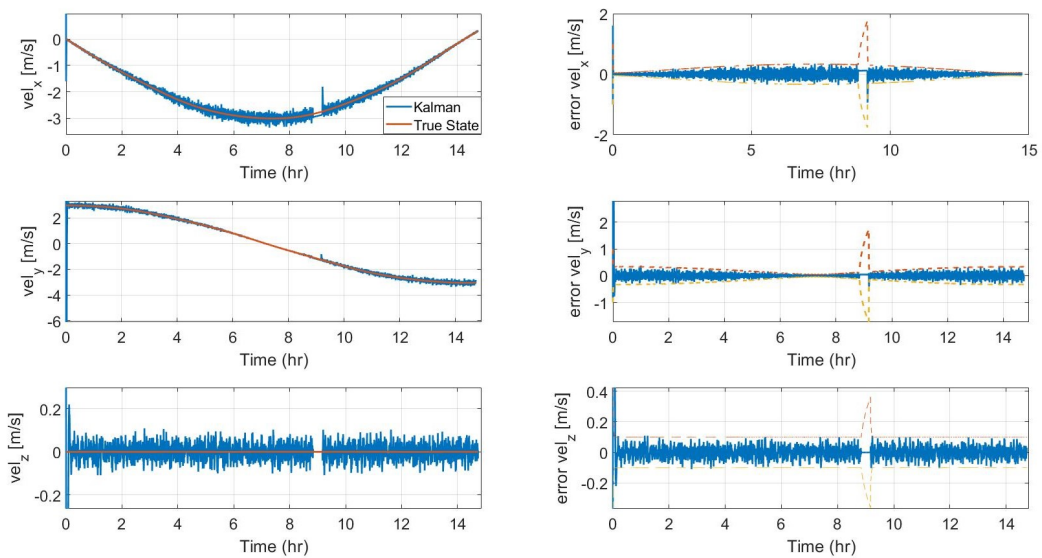 0
-1
-2
-3
vel_x [m/s]
Kalman
True State
0 2 4 6 8 10 12 14
Time (hr)
2
0
-2
error vel_x [m/s]
0 5 10 15
Time (hr)
2
0
-2
-4
-6
vel_y [m/s]
0 2 4 6 8 10 12 14
Time (hr)
2
1
0
-1
error vel_y [m/s]
0 2 4 6 8 10 12 14
Time (hr)
0.2
0
-0.2
vel_z [m/s]
0 2 4 6 8 10 12 14
Time (hr)
0.4
0.2
0
-0.2
error vel_z [m/s]
0 2 4 6 8 10 12 14
Time (hr)